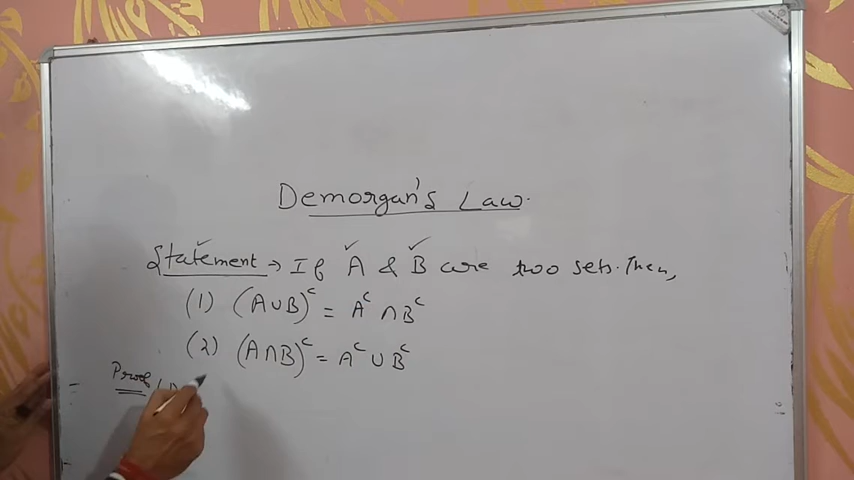 Demorgan's Law.
Statement → If A & B are two sets. Then,
(1) (A∪B)ᶜ = Aᶜ ∩ Bᶜ
(2) (A∩B)ᶜ = Aᶜ ∪ Bᶜ
Proof